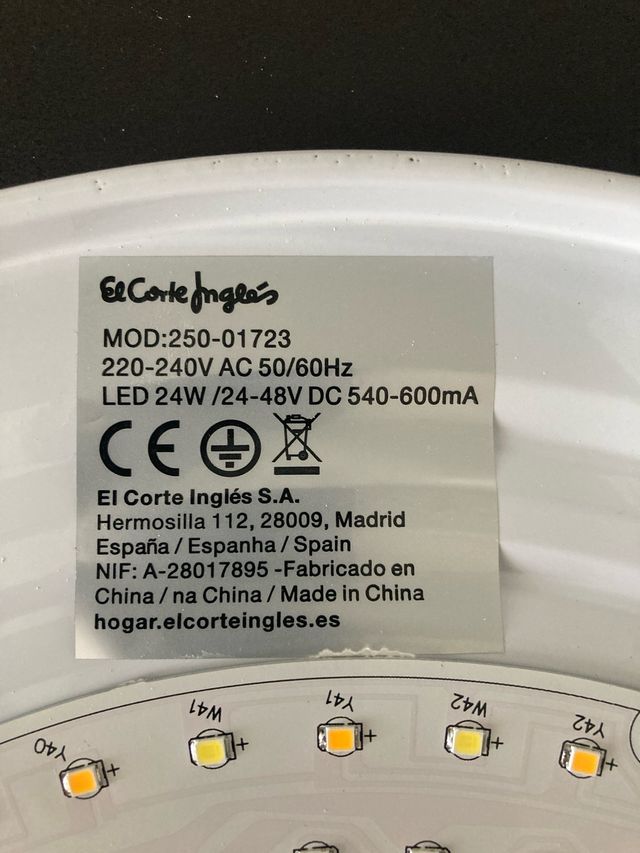 El Corte Inglés
MOD:250-01723
220-240V AC 50/60Hz
LED 24W /24-48V DC 540-600mA
CE
El Corte Inglés S.A.
Hermosilla 112, 28009, Madrid
España / Espanha / Spain
NIF: A-28017895 -Fabricado en
China / na China / Made in China
hogar.elcorteingles.es
Y40 W41 Y41 W42 Y42
+ + + + +